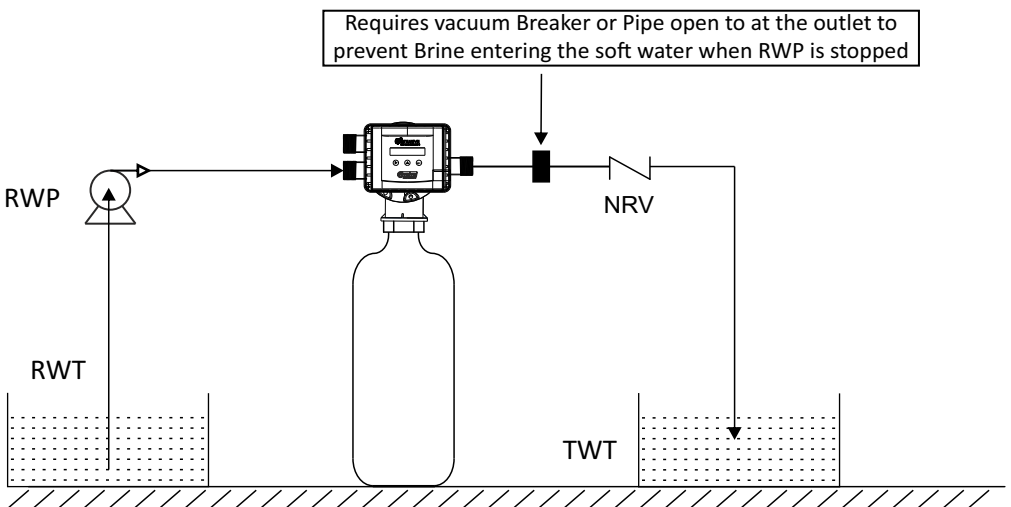 Requires vacuum Breaker or Pipe open to at the outlet to
prevent Brine entering the soft water when RWP is stopped
RWP
NRV
RWT
TWT